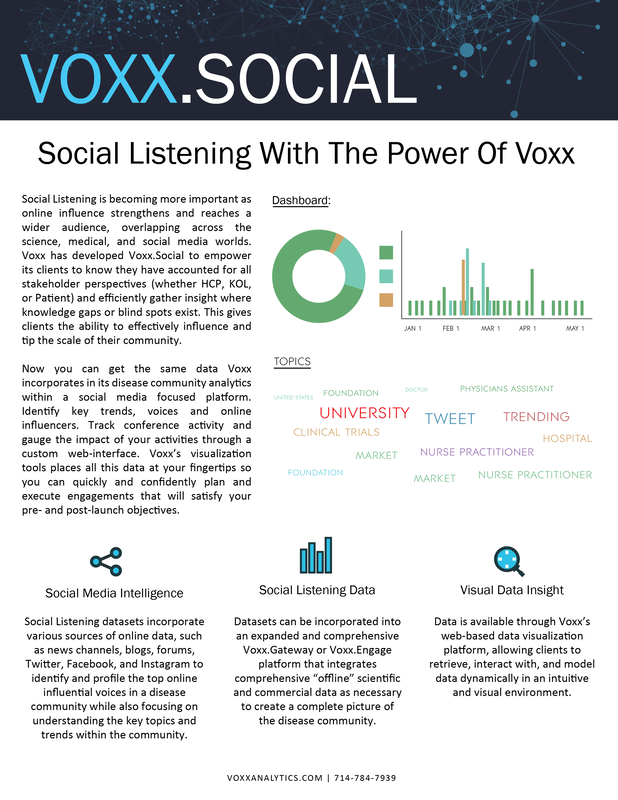 VOXX.SOCIAL
Social Listening With The Power Of Voxx
Social Listening is becoming more important as
online influence strengthens and reaches a
wider audience, overlapping across the
science, medical, and social media worlds.
Voxx has developed Voxx.Social to empower
its clients to know they have accounted for all
stakeholder perspectives (whether HCP, KOL,
or Patient) and efficiently gather insight where
knowledge gaps or blind spots exist. This gives
clients the ability to effectively influence and
tip the scale of their community.
Now you can get the same data Voxx
incorporates in its disease community analytics
within a social media focused platform.
Identify key trends, voices and online
influencers. Track conference activity and
gauge the impact of your activities through a
custom web-interface. Voxx's visualization
tools places all this data at your fingertips so
you can quickly and confidently plan and
execute engagements that will satisfy your
pre- and post-launch objectives.
Dashboard:
JAN 1 FEB 1 MAR 1 APR 1 MAY 1
TOPICS
UNITED STATES FOUNDATION DOCTOR PHYSICIANS ASSISTANT
UNIVERSITY TWEET TRENDING
CLINICAL TRIALS HOSPITAL
MARKET NURSE PRACTITIONER
FOUNDATION MARKET NURSE PRACTITIONER
Social Media Intelligence
Social Listening datasets incorporate
various sources of online data, such
as news channels, blogs, forums,
Twitter, Facebook, and Instagram to
identify and profile the top online
influential voices in a disease
community while also focusing on
understanding the key topics and
trends within the community.
Social Listening Data
Datasets can be incorporated into
an expanded and comprehensive
Voxx.Gateway or Voxx.Engage
platform that integrates
comprehensive “offline” scientific
and commercial data as necessary
to create a complete picture of
the disease community.
Visual Data Insight
Data is available through Voxx's
web-based data visualization
platform, allowing clients to
retrieve, interact with, and model
data dynamically in an intuitive
and visual environment.
VOXXANALYTICS.COM | 714-784-7939